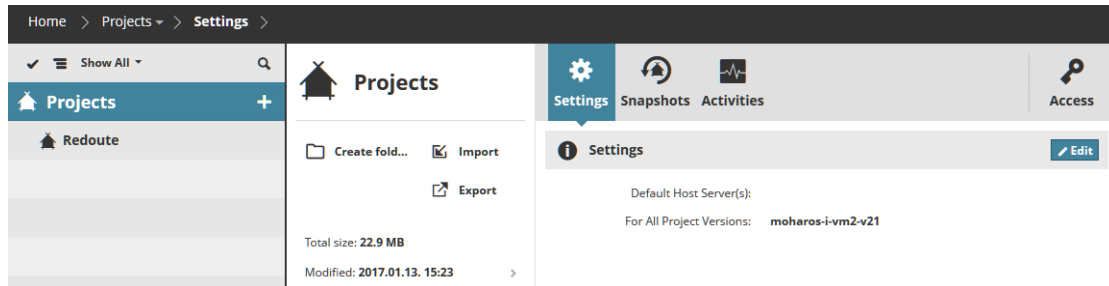 Home > Projects > Settings >
Show All
Projects
Redoute
Projects
Create fold...
Import
Export
Total size: 22.9 MB
Modified: 2017.01.13. 15:23
Settings
Snapshots
Activities
Access
Settings
Edit
Default Host Server(s):
For All Project Versions: moharos-i-vm2-v21